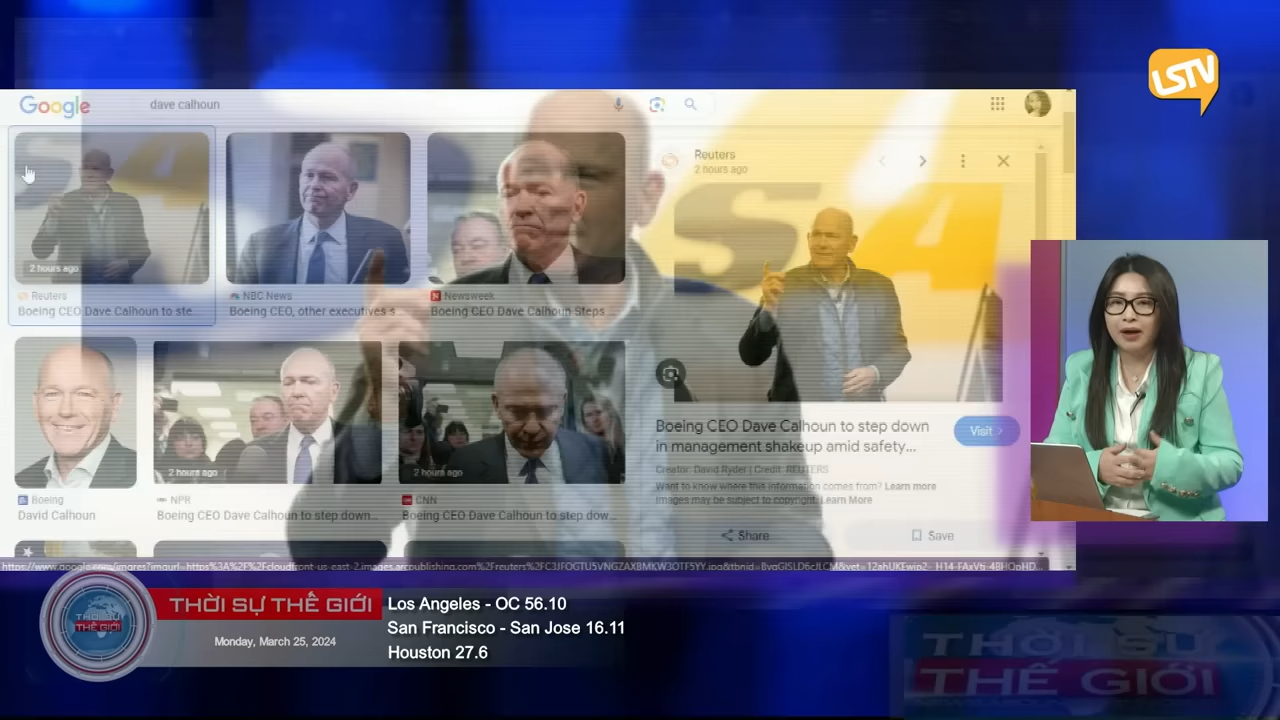 LSTV
Google
dave calhoun
Reuters
2 hours ago
S 4
2 hours ago
Reuters
Boeing CEO Dave Calhoun to ste...
NBC News
Boeing CEO, other executives s
Newsweek
Boeing CEO Dave Calhoun Steps ...
Boeing CEO Dave Calhoun to step down
in management shakeup amid safety...
Visit
Creator: David Ryder | Credit: REUTERS
Want to know where this information comes from? Learn more
Images may be subject to copyright. Learn More
Share
Save
Boeing
David Calhoun
2 hours ago
NPR
Boeing CEO Dave Calhoun to step down...
2 hours ago
CNN
Boeing CEO Dave Calhoun to step dow...
THỜI SỰ THẾ GIỚI
Monday, March 25, 2024
Los Angeles - OC 56.10
San Francisco - San Jose 16.11
Houston 27.6
THỜI SỰ
THẾ GIỚI
THỜI SỰ
THẾ GIỚI